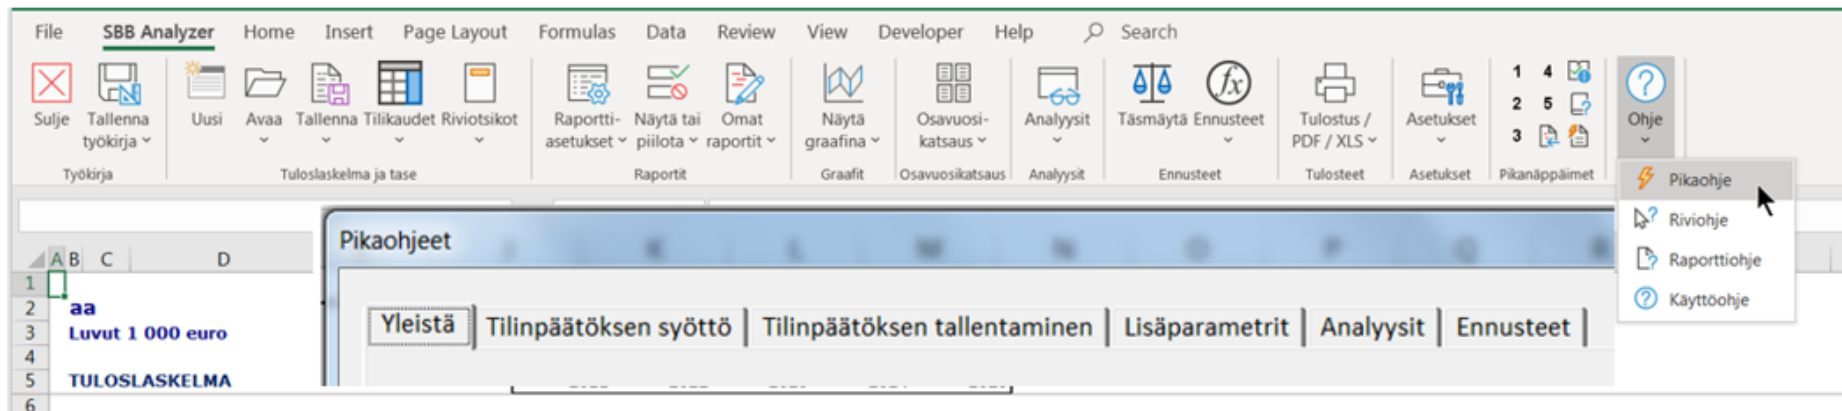 File SBB Analyzer Home Insert Page Layout Formulas Data Review View Developer Help Search
Sulje Tallenna työkirja
Työkirja
Uusi Avaa Tallenna Tilikaudet Riviotsikot
Tuloslaskelma ja tase
Raportti-
asetukset
Näytä tai
piilota
Omat
raportit
Raportit
Näytä
graafina
Graafit
Osavuosi-
katsaus
Osavuosikatsaus
Analyysit
Analyysit
Täsmäytä Ennusteet
Ennusteet
Tulostus /
PDF / XLS
Tulosteet
Asetukset
Asetukset
1 4
2 5
3
Pikanäppäimet
Ohje
Pikaohje
Riviohje
Raporttiohje
Käyttöohje
Pikaohjeet
J K L M N O P Q R
A B C D
1
2 aa
3 Luvut 1 000 euro
4
5 TULOSLASKELMA
6
Yleistä Tilinpäätöksen syöttö Tilinpäätöksen tallentaminen Lisäparametrit Analyysit Ennusteet